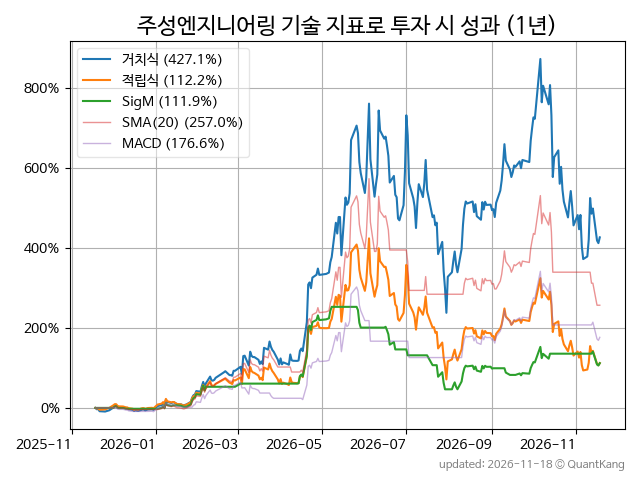 주성엔지니어링 기술 지표로 투자 시 성과 (1년)
거치식 (427.1%)
적립식 (112.2%)
SigM (111.9%)
SMA(20) (257.0%)
MACD (176.6%)
800%
600%
400%
200%
0%
2025-11 2026-01 2026-03 2026-05 2026-07 2026-09 2026-11
updated: 2026-11-18 © QuantKang